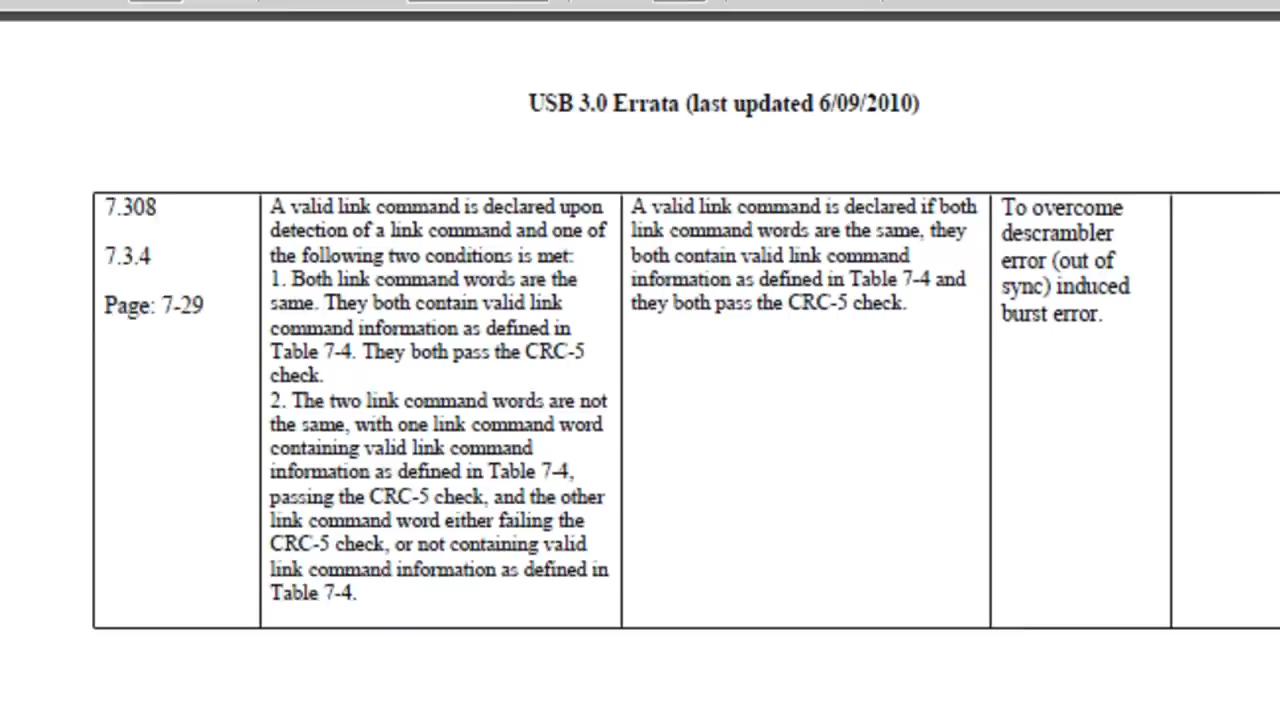 USB 3.0 Errata (last updated 6/09/2010)
7.308
7.3.4
Page: 7-29
A valid link command is declared upon
detection of a link command and one of
the following two conditions is met:
1. Both link command words are the
same. They both contain valid link
command information as defined in
Table 7-4. They both pass the CRC-5
check.
2. The two link command words are not
the same, with one link command word
containing valid link command
information as defined in Table 7-4,
passing the CRC-5 check, and the other
link command word either failing the
CRC-5 check, or not containing valid
link command information as defined in
Table 7-4.
A valid link command is declared if both
link command words are the same, they
both contain valid link command
information as defined in Table 7-4 and
they both pass the CRC-5 check.
To overcome
descrambler
error (out of
sync) induced
burst error.